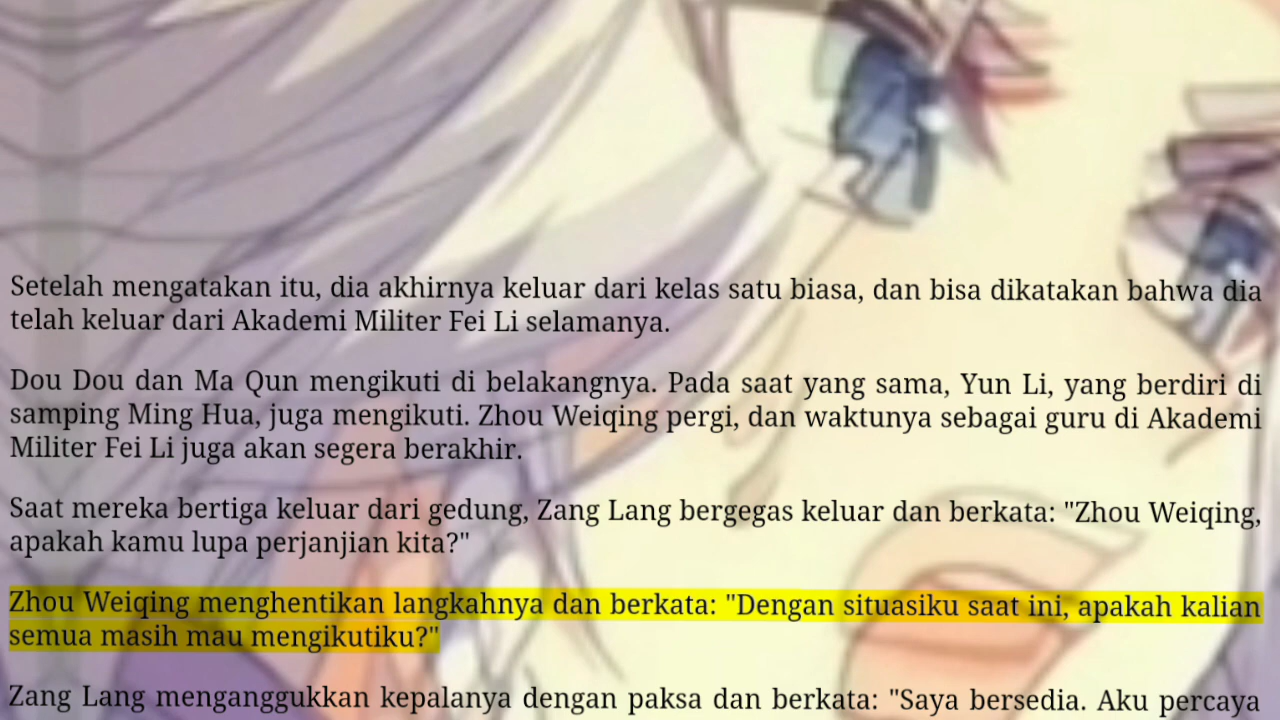 Setelah mengatakan itu, dia akhirnya keluar dari kelas satu biasa, dan bisa dikatakan bahwa dia
telah keluar dari Akademi Militer Fei Li selamanya.
Dou Dou dan Ma Qun mengikuti di belakangnya. Pada saat yang sama, Yun Li, yang berdiri di
samping Ming Hua, juga mengikuti. Zhou Weiqing pergi, dan waktunya sebagai guru di Akademi
Militer Fei Li juga akan segera berakhir.
Saat mereka bertiga keluar dari gedung, Zang Lang bergegas keluar dan berkata: "Zhou Weiqing,
apakah kamu lupa perjanjian kita?"
Zhou Weiqing menghentikan langkahnya dan berkata: "Dengan situasiku saat ini, apakah kalian
semua masih mau mengikutiku?"
Zang Lang menganggukkan kepalanya dengan paksa dan berkata: "Saya bersedia. Aku percaya